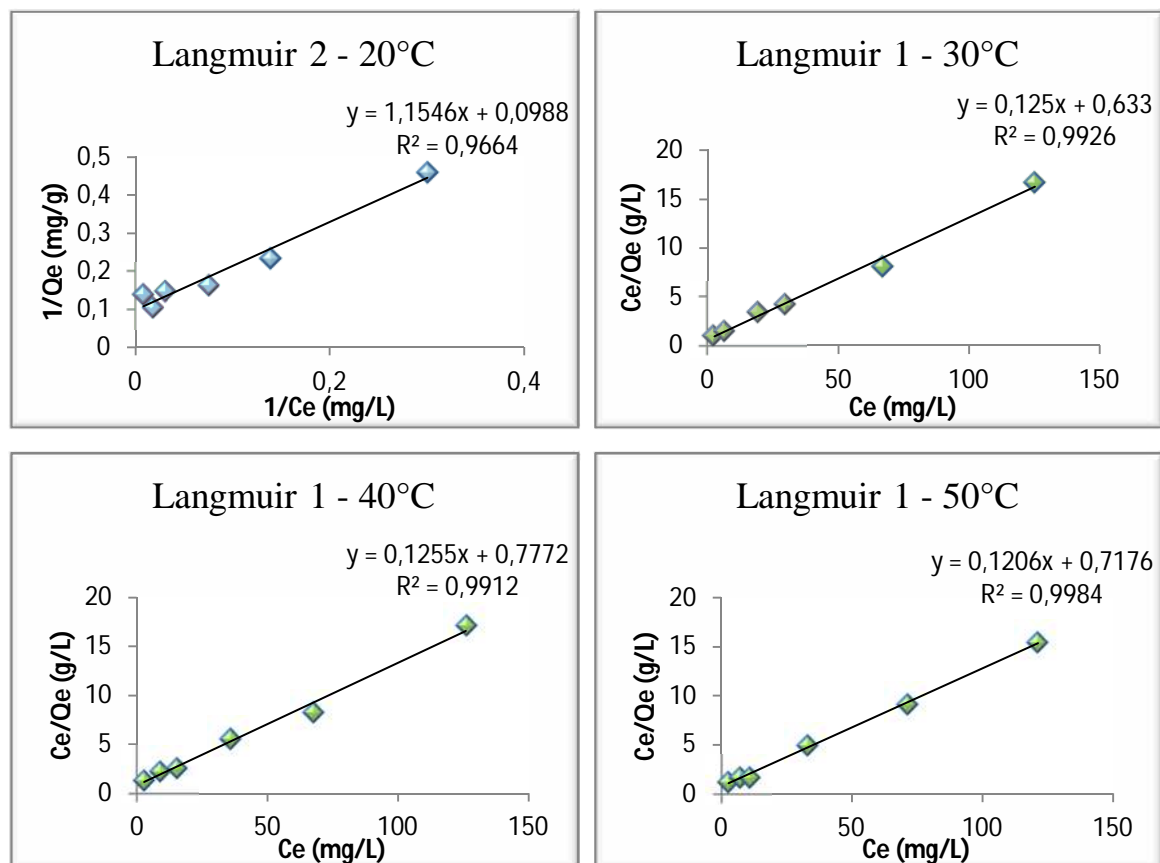 Langmuir 2 - 20°C
y = 1,1546x + 0,0988
R² = 0,9664
0,5
0,4
0,3
0,2
0,1
0
1/Qe (mg/g)
0
0,2
0,4
1/Ce (mg/L)
Langmuir 1 - 30°C
y = 0,125x + 0,633
R² = 0,9926
20
15
10
5
0
Ce/Qe (g/L)
0
50
100
150
Ce (mg/L)
Langmuir 1 - 40°C
y = 0,1255x + 0,7772
R² = 0,9912
20
15
10
5
0
Ce/Qe (g/L)
0
50
100
150
Ce (mg/L)
Langmuir 1 - 50°C
y = 0,1206x + 0,7176
R² = 0,9984
20
15
10
5
0
Ce/Qe (g/L)
0
50
100
150
Ce (mg/L)